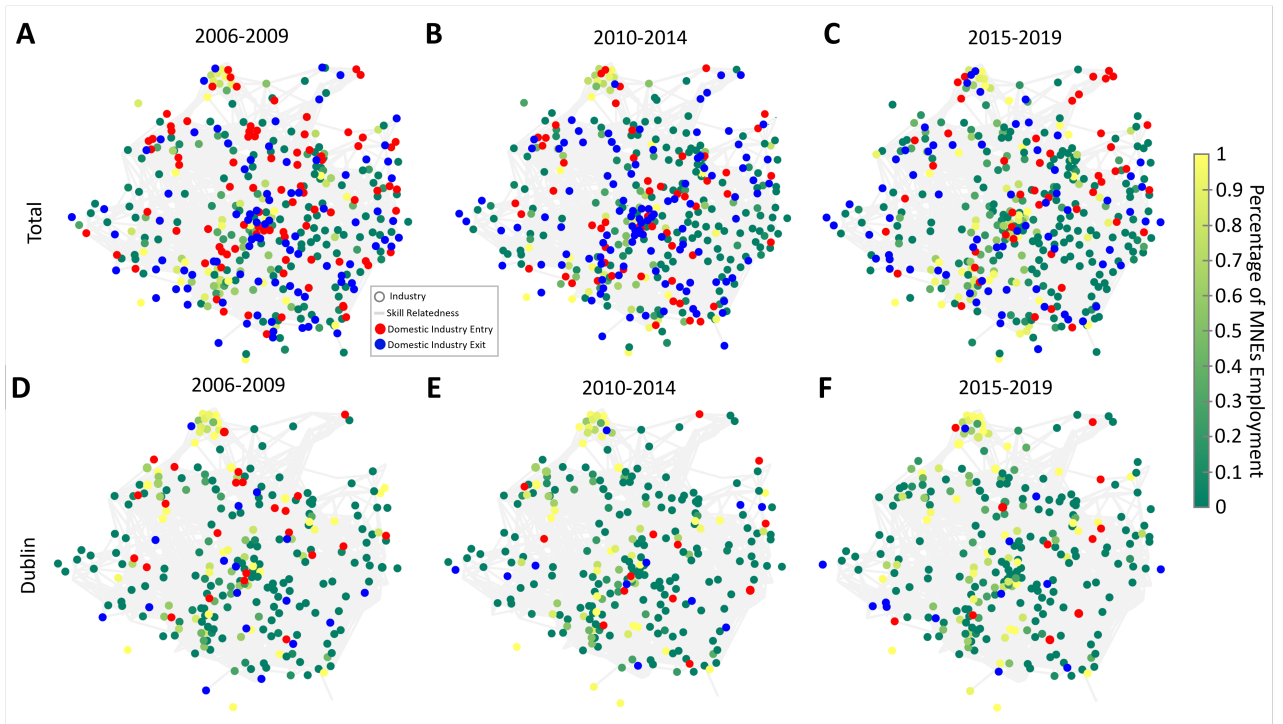 A
2006-2009
B
2010-2014
C
2015-2019
Total
Industry
Skill Relatedness
Domestic Industry Entry
Domestic Industry Exit
D
2006-2009
E
2010-2014
F
2015-2019
Dublin
1
0.9
0.8
0.7
0.6
0.5
0.4
0.3
0.2
0.1
0
Percentage of MNEs Employment